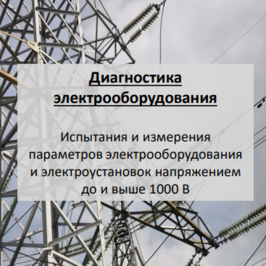 Диагностика
электрооборудования
Испытания и измерения
параметров электрооборудования
и электроустановок напряжением
до и выше 1000 В